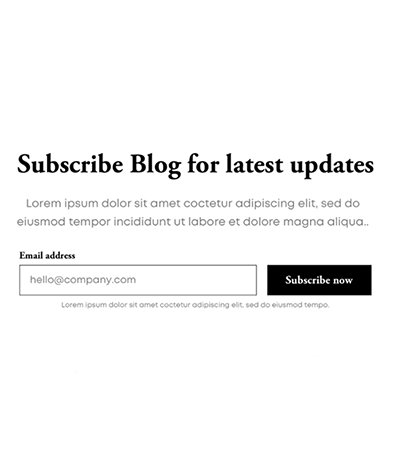 Subscribe Blog for latest updates
Lorem ipsum dolor sit amet coctetur adipiscing elit, sed do
eiusmod tempor incididunt ut labore et dolore magna aliqua..
Email address
hello@company.com
Subscribe now
Lorem ipsum dolor sit amet coctetur adipiscing elit, sed do eiusmod tempo.